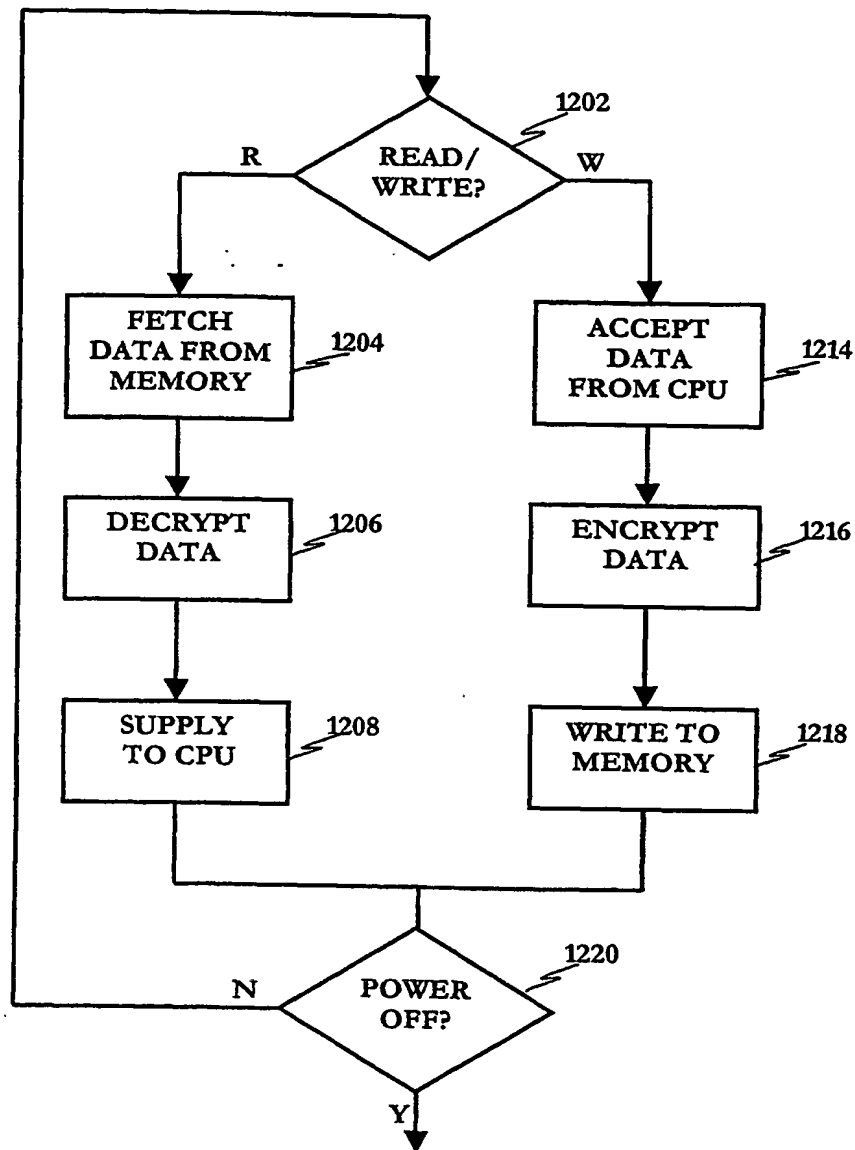 1202
READ/
WRITE?
R
W
FETCH
DATA FROM
MEMORY
1204
DECRYPT
DATA
1206
SUPPLY
TO CPU
1208
ACCEPT
DATA
FROM CPU
1214
ENCRYPT
DATA
1216
WRITE TO
MEMORY
1218
1220
POWER
OFF?
N
Y